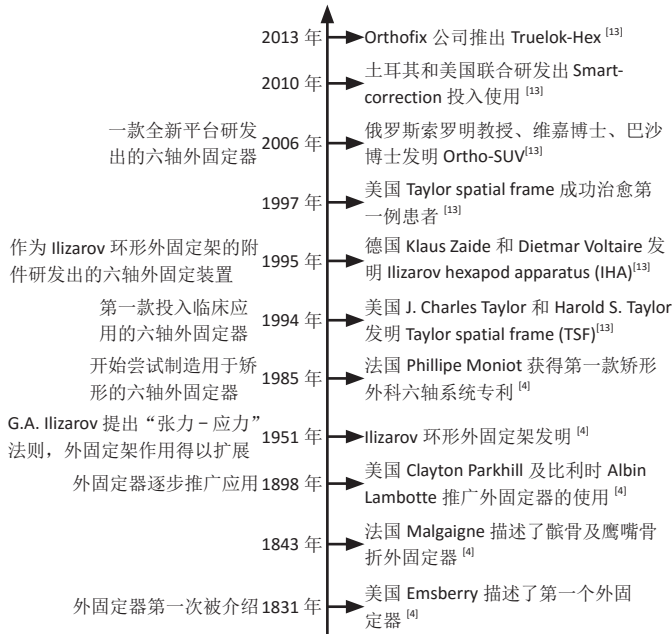 2013 年 Orthofix 公司推出 Truelok-Hex [13]
2010 年 土耳其和美国联合研发出 Smart-
correction 投入使用 [13]
一款全新平台研发
出的六轴外固定器
2006 年 俄罗斯索罗明教授、维嘉博士、巴沙
博士发明 Ortho-SUV[13]
1997 年 美国 Taylor spatial frame 成功治愈第
一例患者 [13]
作为 Ilizarov 环形外固定架的附
件研发出的六轴外固定装置
1995 年 德国 Klaus Zaide 和 Dietmar Voltaire 发
明 Ilizarov hexapod apparatus (IHA)[13]
第一款投入临床应
用的六轴外固定器
1994 年 美国 J. Charles Taylor 和 Harold S. Taylor
发明 Taylor spatial frame (TSF)[13]
开始尝试制造用于矫
形的六轴外固定器
1985 年 法国 Phillipe Moniot 获得第一款矫形
外科六轴系统专利 [4]
G.A. Ilizarov 提出“张力–应力”
法则，外固定架作用得以扩展
1951 年 Ilizarov 环形外固定架发明 [4]
外固定器逐步推广应用 1898 年 美国 Clayton Parkhill 及比利时 Albin
Lambotte 推广外固定器的使用 [4]
1843 年 法国 Malgaigne 描述了髌骨及鹰嘴骨
折外固定器 [4]
外固定器第一次被介绍 1831 年 美国 Emsberry 描述了第一个外固
定器 [4]